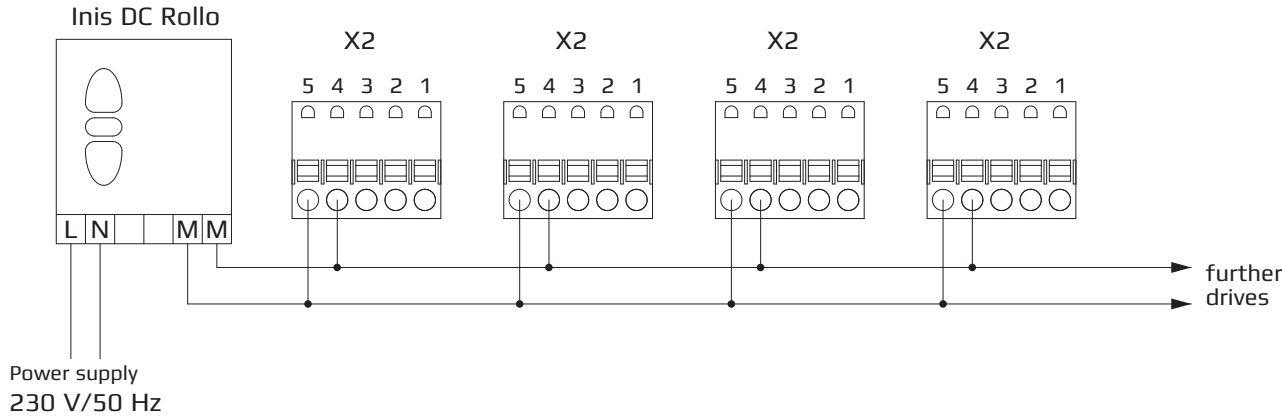 Inis DC Rollo
X2 X2 X2 X2
5 4 3 2 1 5 4 3 2 1 5 4 3 2 1 5 4 3 2 1
L N M M
further
drives
Power supply
230 V/50 Hz